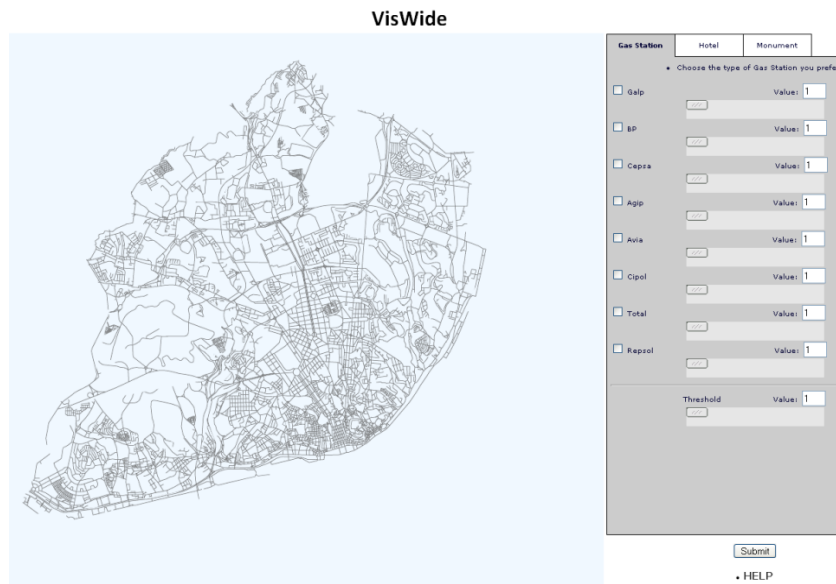 VisWide
Gas Station Hotel Monument
• Choose the type of Gas Station you prefe
Galp Value: 1
BP Value: 1
Cepsa Value: 1
Agip Value: 1
Avia Value: 1
Cipol Value: 1
Total Value: 1
Repsol Value: 1
Threshold Value: 1
Submit
• HELP